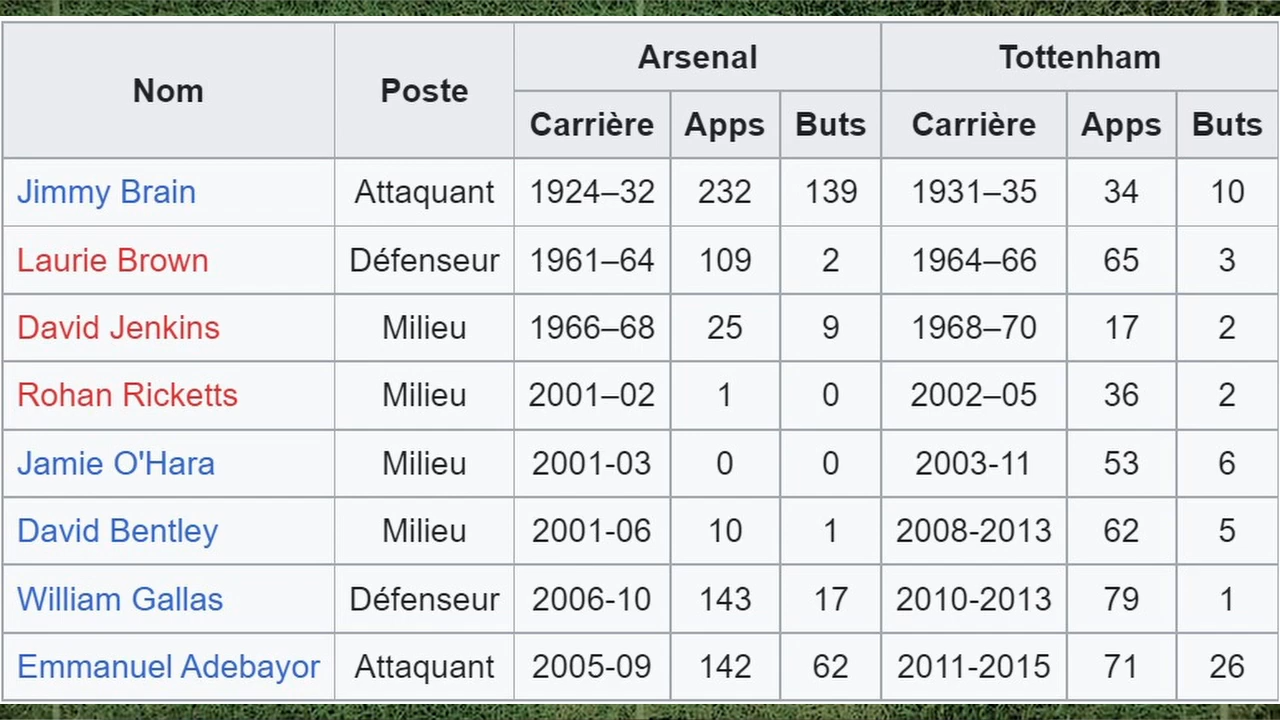 Nom Poste Arsenal Tottenham
Carrière Apps Buts Carrière Apps Buts
Jimmy Brain Attaquant 1924–32 232 139 1931–35 34 10
Laurie Brown Défenseur 1961–64 109 2 1964–66 65 3
David Jenkins Milieu 1966–68 25 9 1968–70 17 2
Rohan Ricketts Milieu 2001–02 1 0 2002–05 36 2
Jamie O'Hara Milieu 2001-03 0 0 2003-11 53 6
David Bentley Milieu 2001-06 10 1 2008-2013 62 5
William Gallas Défenseur 2006-10 143 17 2010-2013 79 1
Emmanuel Adebayor Attaquant 2005-09 142 62 2011-2015 71 26